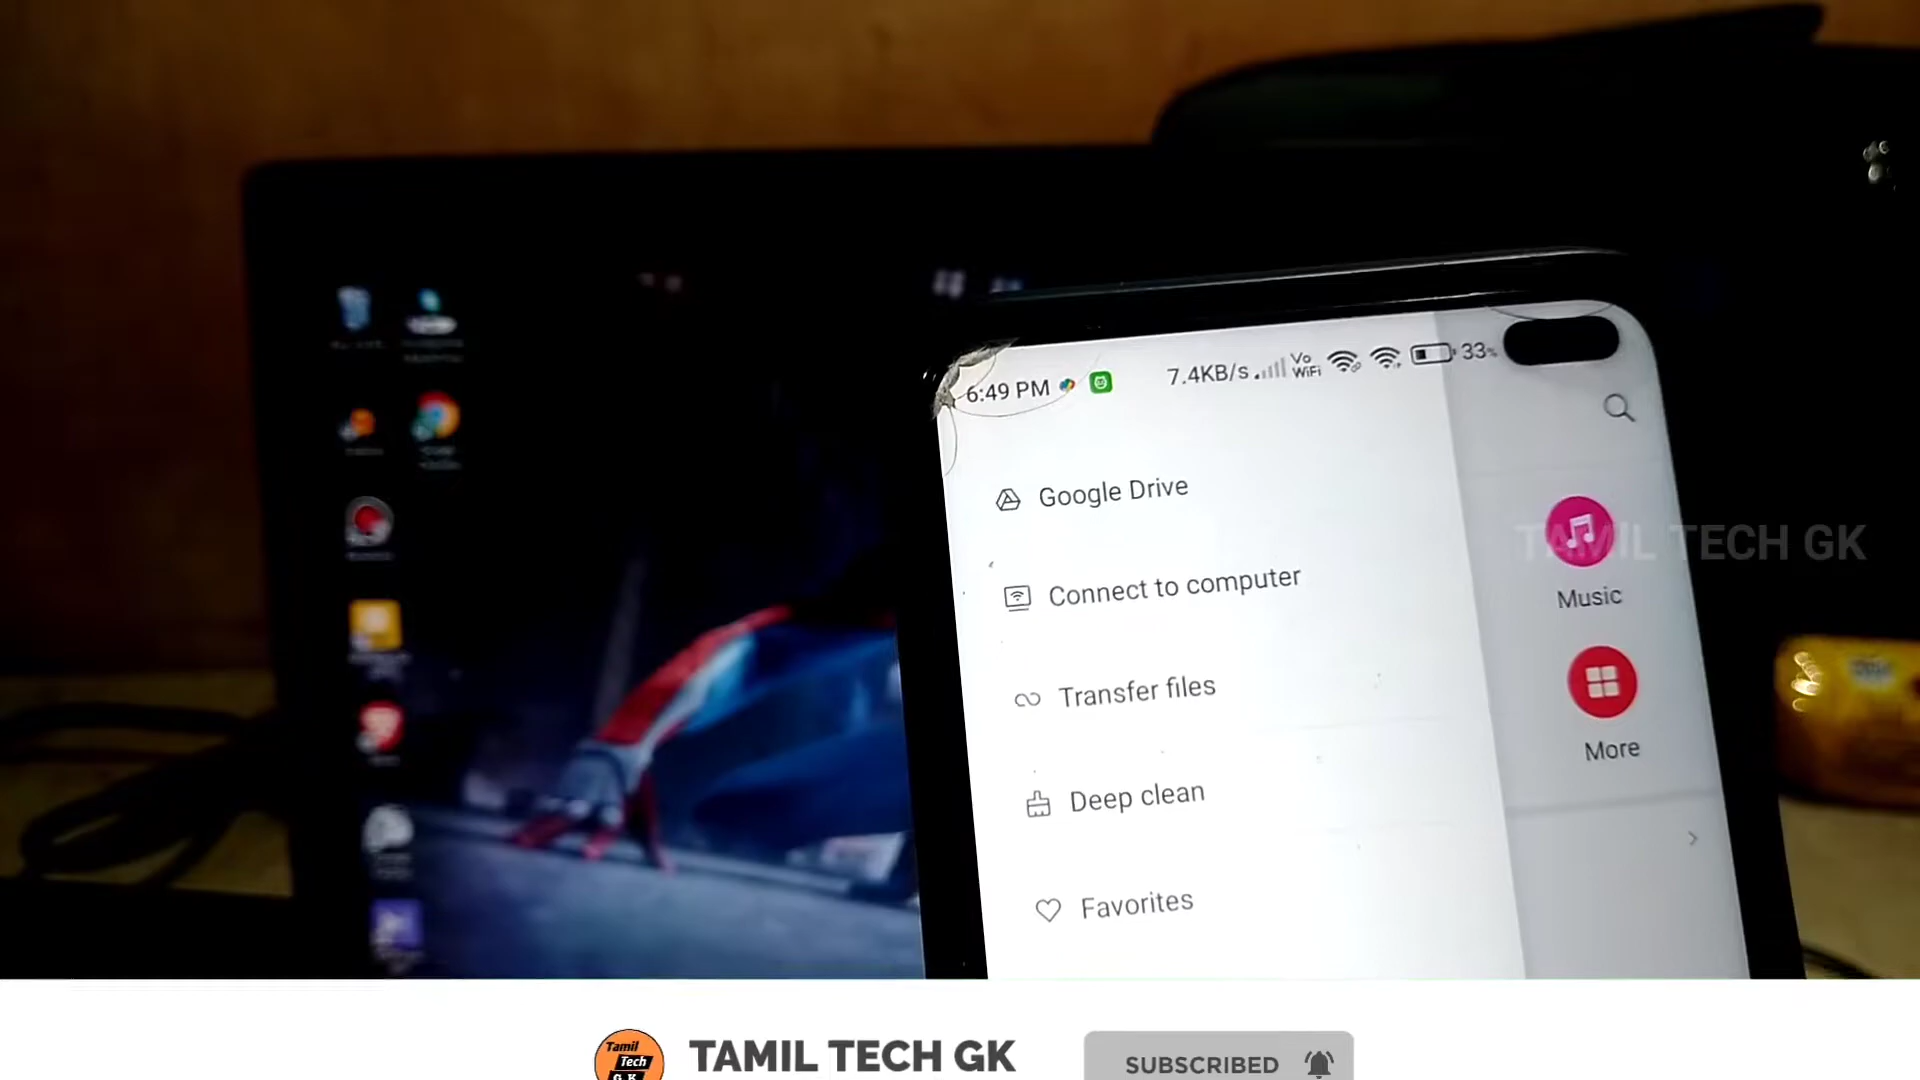 6:49 PM
7.4KB/s
Vo
WiFi
33%
Google Drive
Connect to computer
Transfer files
Deep clean
Favorites
Music
More
TAMIL TECH GK
Tamil
Tech
G K
TAMIL TECH GK
SUBSCRIBED